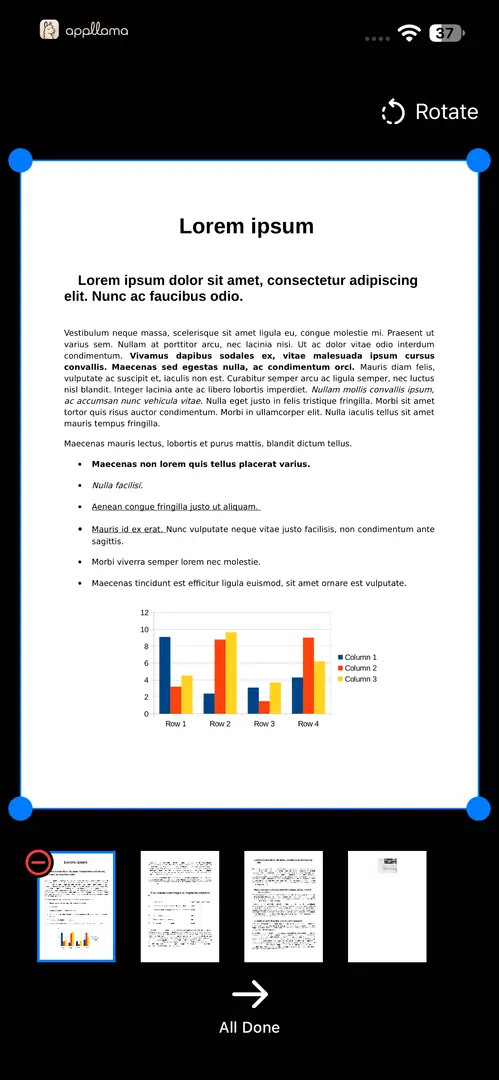 appllama
37
Rotate
Lorem ipsum
Lorem ipsum dolor sit amet, consectetur adipiscing
elit. Nunc ac faucibus odio.
Vestibulum neque massa, scelerisque sit amet ligula eu, congue molestie mi. Praesent ut
varius sem. Nullam at porttitor arcu, nec lacinia nisi. Ut ac dolor vitae odio interdum
condimentum. Vivamus dapibus sodales ex, vitae malesuada ipsum cursus
convallis. Maecenas sed egestas nulla, ac condimentum orci. Mauris diam felis,
vulputate ac suscipit et, iaculis non est. Curabitur semper arcu ac ligula semper, nec luctus
nisl blandit. Integer lacinia ante ac libero lobortis imperdiet. Nullam mollis convallis ipsum,
ac accumsan nunc vehicula vitae. Nulla eget justo in felis tristique fringilla. Morbi sit amet
tortor quis risus auctor condimentum. Morbi in ullamcorper elit. Nulla iaculis tellus sit amet
mauris tempus fringilla.
Maecenas mauris lectus, lobortis et purus mattis, blandit dictum tellus.
• Maecenas non lorem quis tellus placerat varius.
• Nulla facilisi.
• Aenean congue fringilla justo ut aliquam.
• Mauris id ex erat. Nunc vulputate neque vitae justo facilisis, non condimentum ante
sagittis.
• Morbi viverra semper lorem nec molestie.
• Maecenas tincidunt est efficitur ligula euismod, sit amet ornare est vulputate.
12
10
8
6
4
2
0
Row 1 Row 2 Row 3 Row 4
Column 1
Column 2
Column 3
Lorem ipsum
All Done